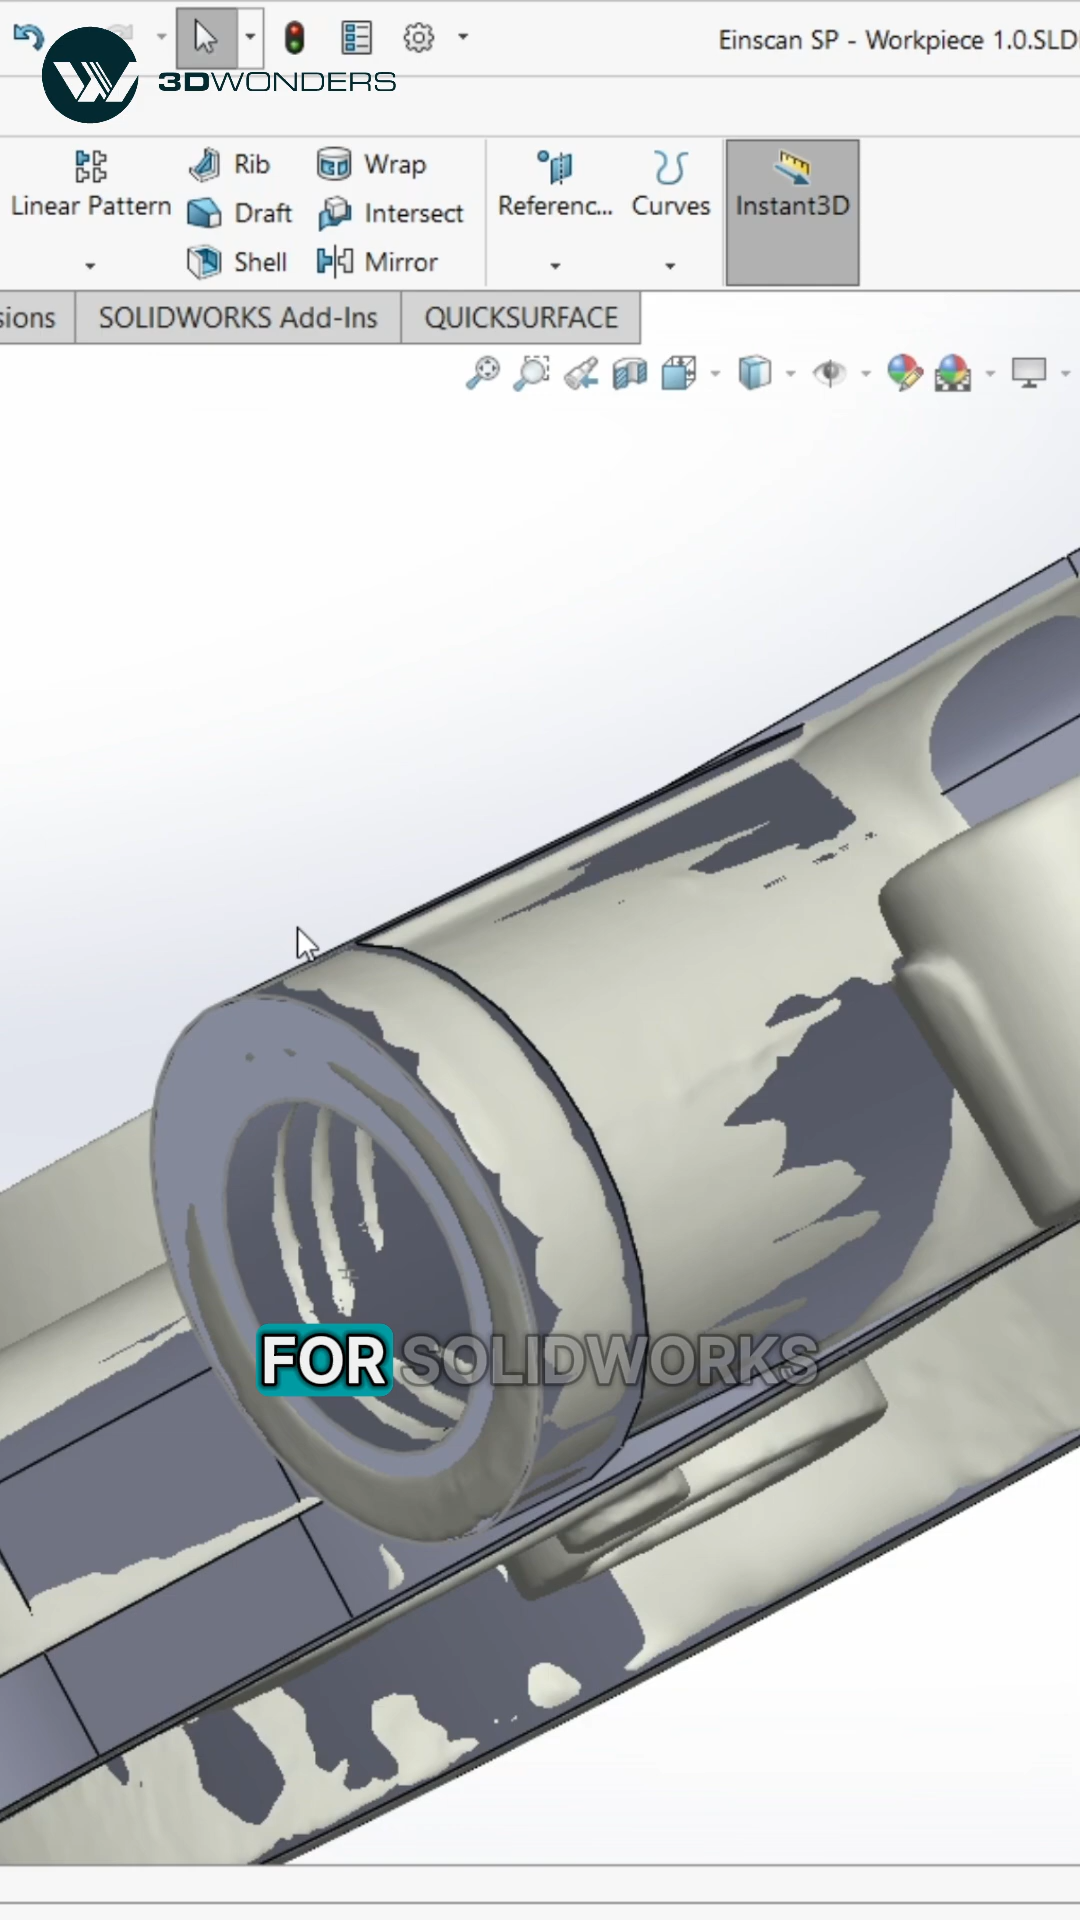 Einscan SP - Workpiece 1.0.SLD
3DWONDERS
Rib
Wrap
Linear Pattern
Draft
Intersect
Referenc...
Curves
Instant3D
Shell
Mirror
sions
SOLIDWORKS Add-Ins
QUICKSURFACE
FOR SOLIDWORKS